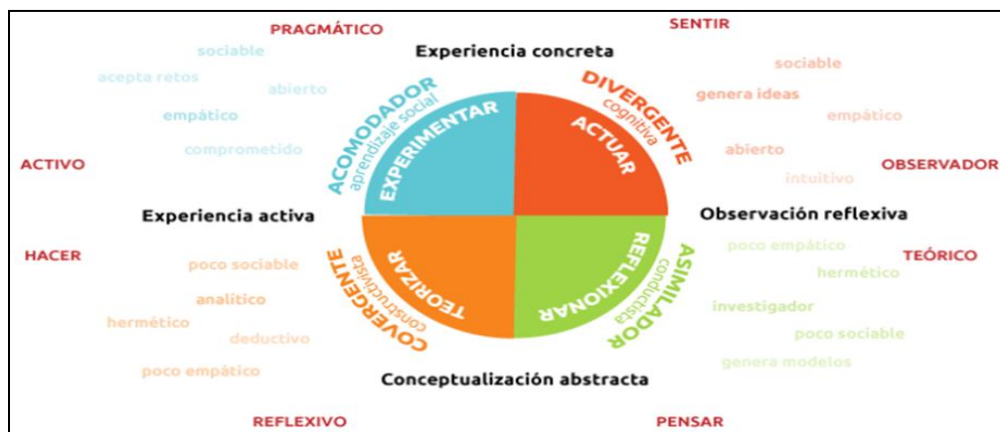 PRAGMÁTICO
SENTIR
Experiencia concreta
sociable
acepta retos
abierto
empático
comprometido
ACOMODADOR
aprendizaje social
EXPERIMENTAR
DIVERGENTE
cognitiva
ACTUAR
sociable
genera ideas
empático
abierto
intuitivo
ACTIVO
OBSERVADOR
Experiencia activa
Observación reflexiva
HACER
TEÓRICO
poco sociable
analítico
hermético
deductivo
poco empático
COVERGENTE
constructivista
TEORIZAR
REFLEXIONAR
ASIMILADOR
conductista
poco empático
hermético
investigador
poco sociable
genera modelos
Conceptualización abstracta
REFLEXIVO
PENSAR